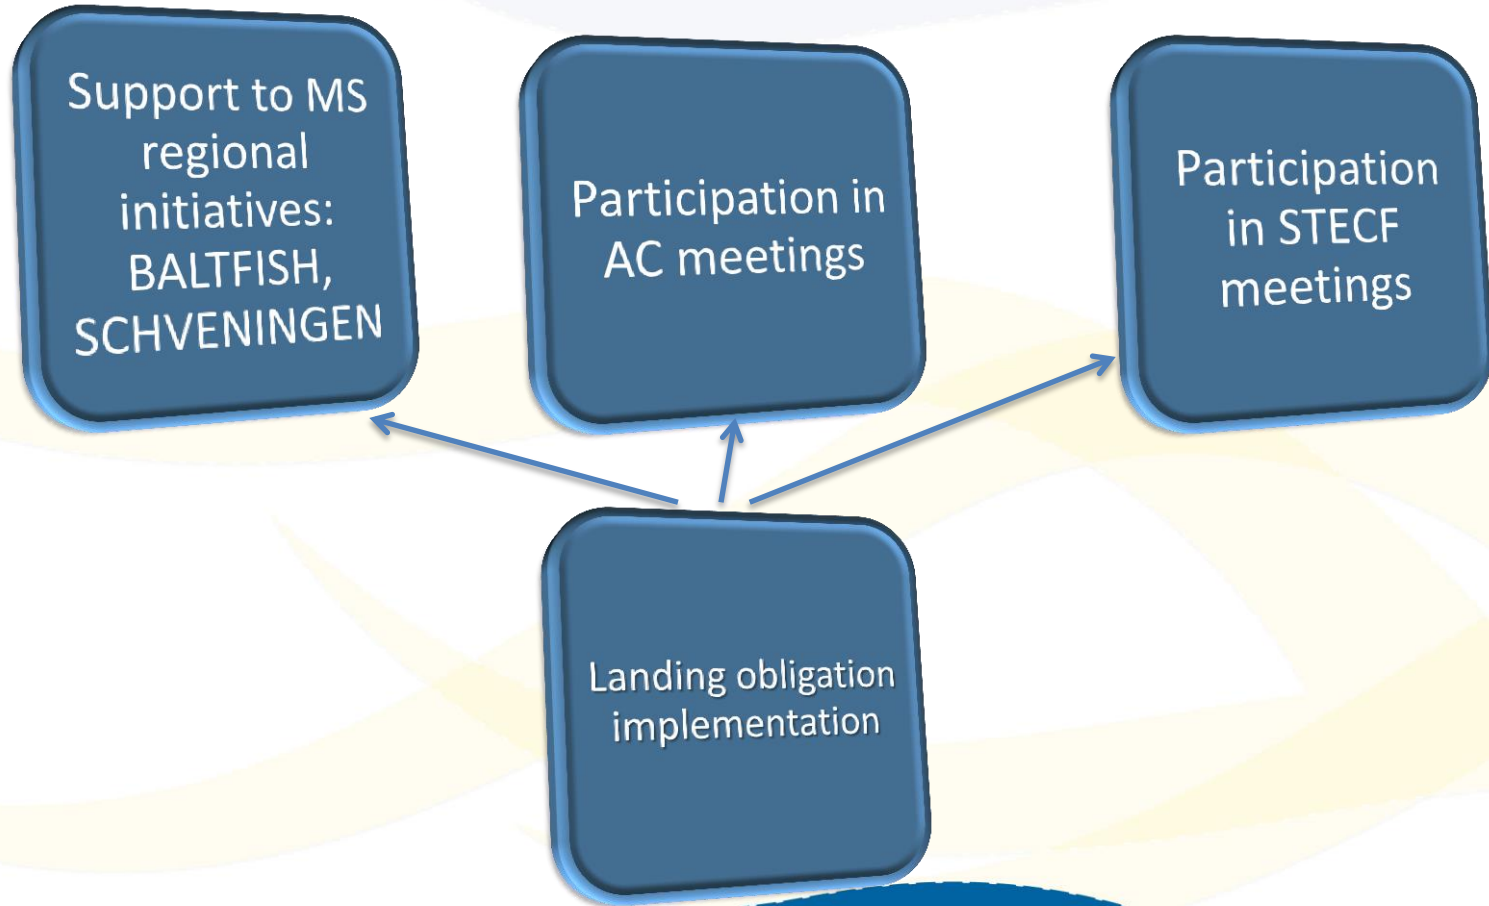 Support to MS
regional
initiatives:
BALTFISH,
SCHVENINGEN
Participation in
AC meetings
Participation
in STECF
meetings
Landing obligation
implementation